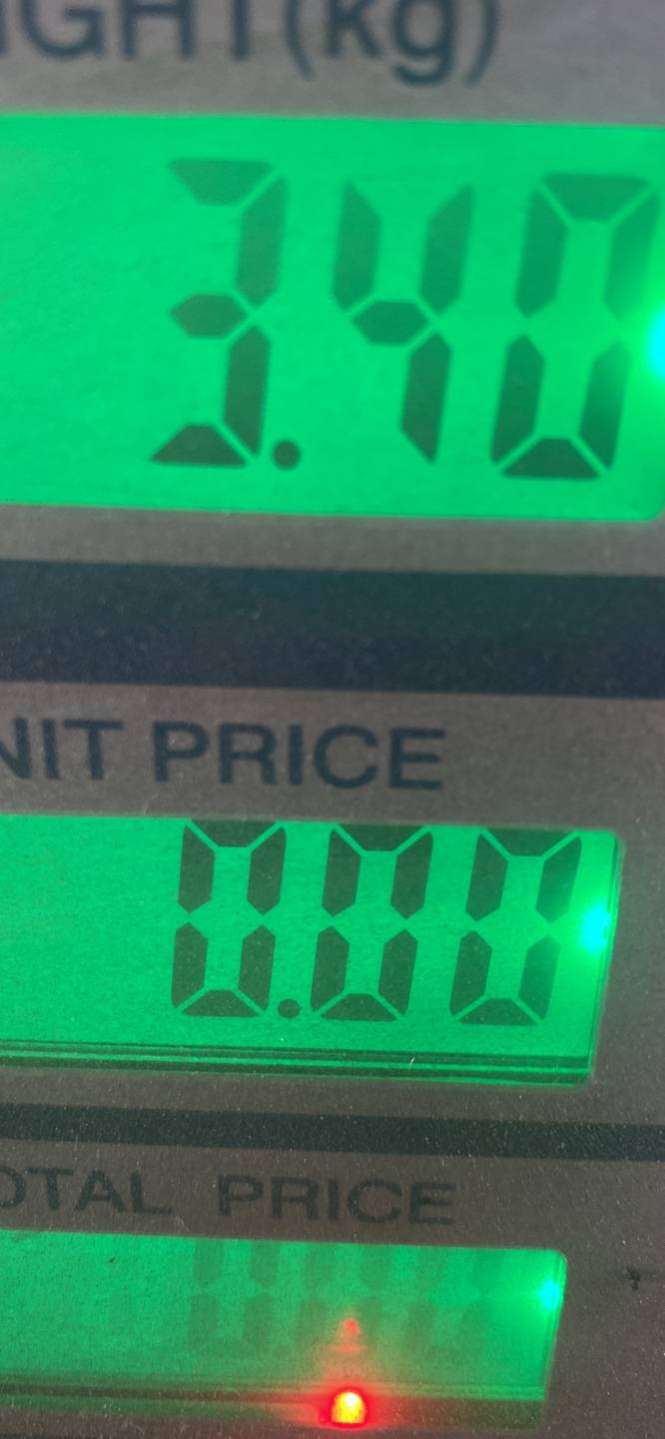 IGHT(kg)
3.40
NIT PRICE
0.00
OTAL PRICE